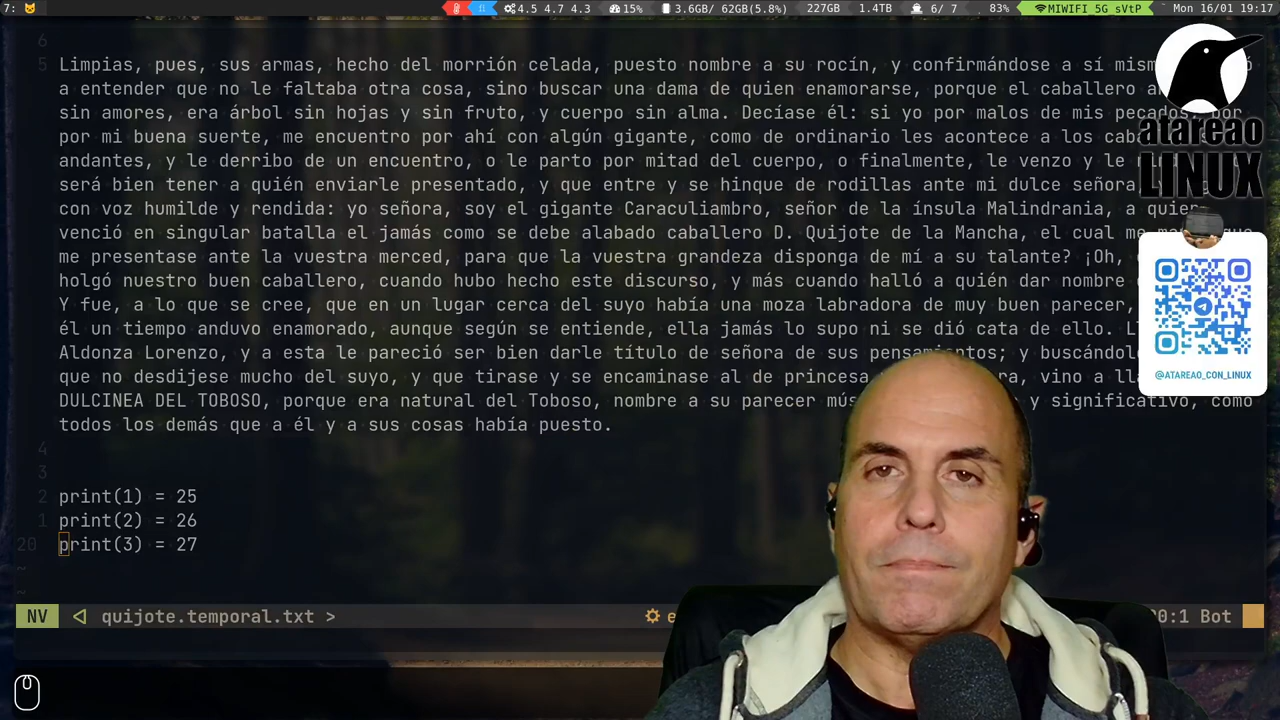 7:
4.5 4.7 4.3 15% 3.6GB/ 62GB(5.8%) 227GB 1.4TB 6/ 7 83% MIWIFI_5G_sVtP Mon 16/01 19:17
6
5 Limpias, pues, sus armas, hecho del morrión celada, puesto nombre a su rocín, y confirmándose a sí
a entender que no le faltaba otra cosa, sino buscar una dama de quien enamorarse, porque el caballero
sin amores, era árbol sin hojas y sin fruto, y cuerpo sin alma. Decíase él: si yo por malos de mis pecados, por
por mi buena suerte, me encuentro por ahí con algún gigante, como de ordinario les acontece a los
andantes, y le derribo de un encuentro, o le parto por mitad del cuerpo, o finalmente, le venzo y le
será bien tener a quién enviarle presentado, y que entre y se hinque de rodillas ante mi dulce señora,
con voz humilde y rendida: yo señora, soy el gigante Caraculiambro, señor de la ínsula Malindrania, a quien
venció en singular batalla el jamás como se debe alabado caballero D. Quijote de la Mancha, el cual me que
me presentase ante la vuestra merced, para que la vuestra grandeza disponga de mí a su talante? ¡Oh,
holgó nuestro buen caballero, cuando hubo hecho este discurso, y más cuando halló a quién dar nombre
Y fue, a lo que se cree, que en un lugar cerca del suyo había una moza labradora de muy buen parecer,
él un tiempo anduvo enamorado, aunque según se entiende, ella jamás lo supo ni se dió cata de ello.
Aldonza Lorenzo, y a esta le pareció ser bien darle título de señora de sus pensamientos; y
que no desdijese mucho del suyo, y que tirase y se encaminase al de princesa vino a
DULCINEA DEL TOBOSO, porque era natural del Toboso, nombre a su parecer y significativo, como
todos los demás que a él y a sus cosas había puesto.
4
3
2 print(1) = 25
1 print(2) = 26
20 print(3) = 27
~
~
NV quijote.temporal.txt > Bot
atareao
LINUX
@ATAREAO_CON_LINUX